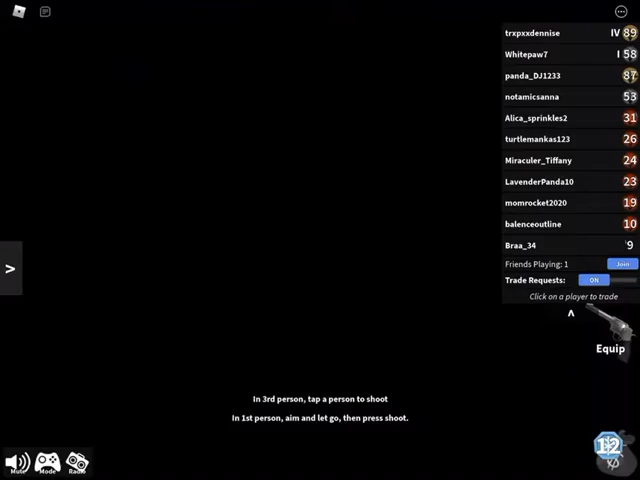 trxpxxdennise IV 89
Whitepaw7 I 58
panda_DJ1233 87
notamicsanna 53
Alica_sprinkles2 31
turtlemankas123 26
Miraculer_Tiffany 24
LavenderPanda10 23
momrocket2020 19
balenceoutline 10
Braa_34 9
Friends Playing: 1 Join
Trade Requests: ON
Click on a player to trade
Equip
In 3rd person, tap a person to shoot
In 1st person, aim and let go, then press shoot.
12
Mute Mode Radio